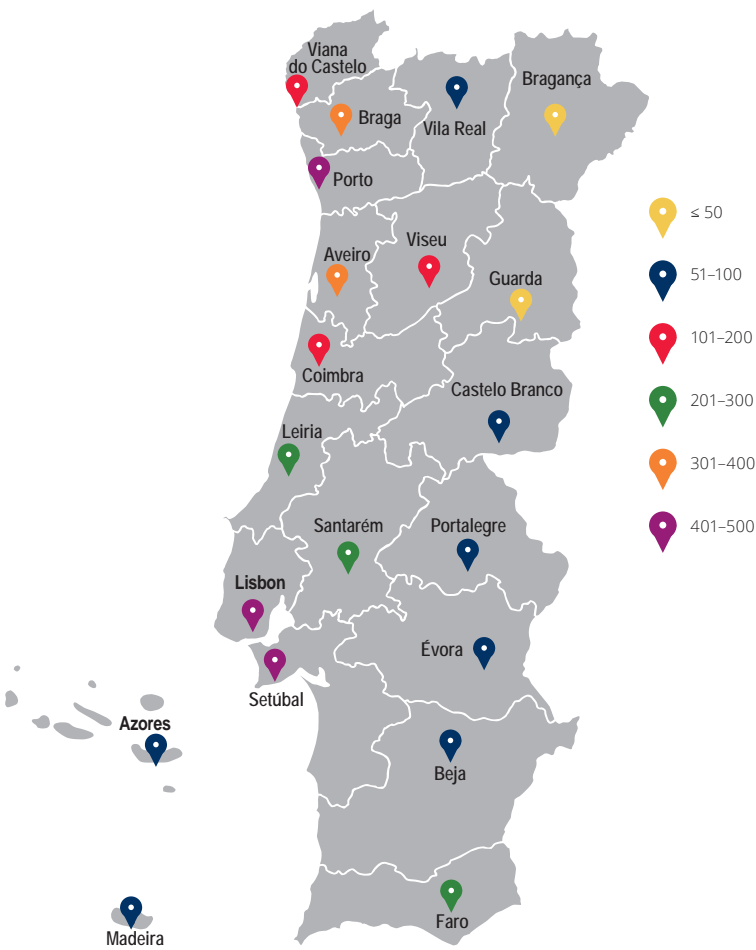 Viana
do Castelo
Bragança
Braga
Vila Real
Porto
≤ 50
Viseu
Aveiro
Guarda
51–100
101–200
Coimbra
Castelo Branco
201–300
Leiria
301–400
Santarém
Portalegre
401–500
Lisbon
Évora
Setúbal
Azores
Beja
Faro
Madeira